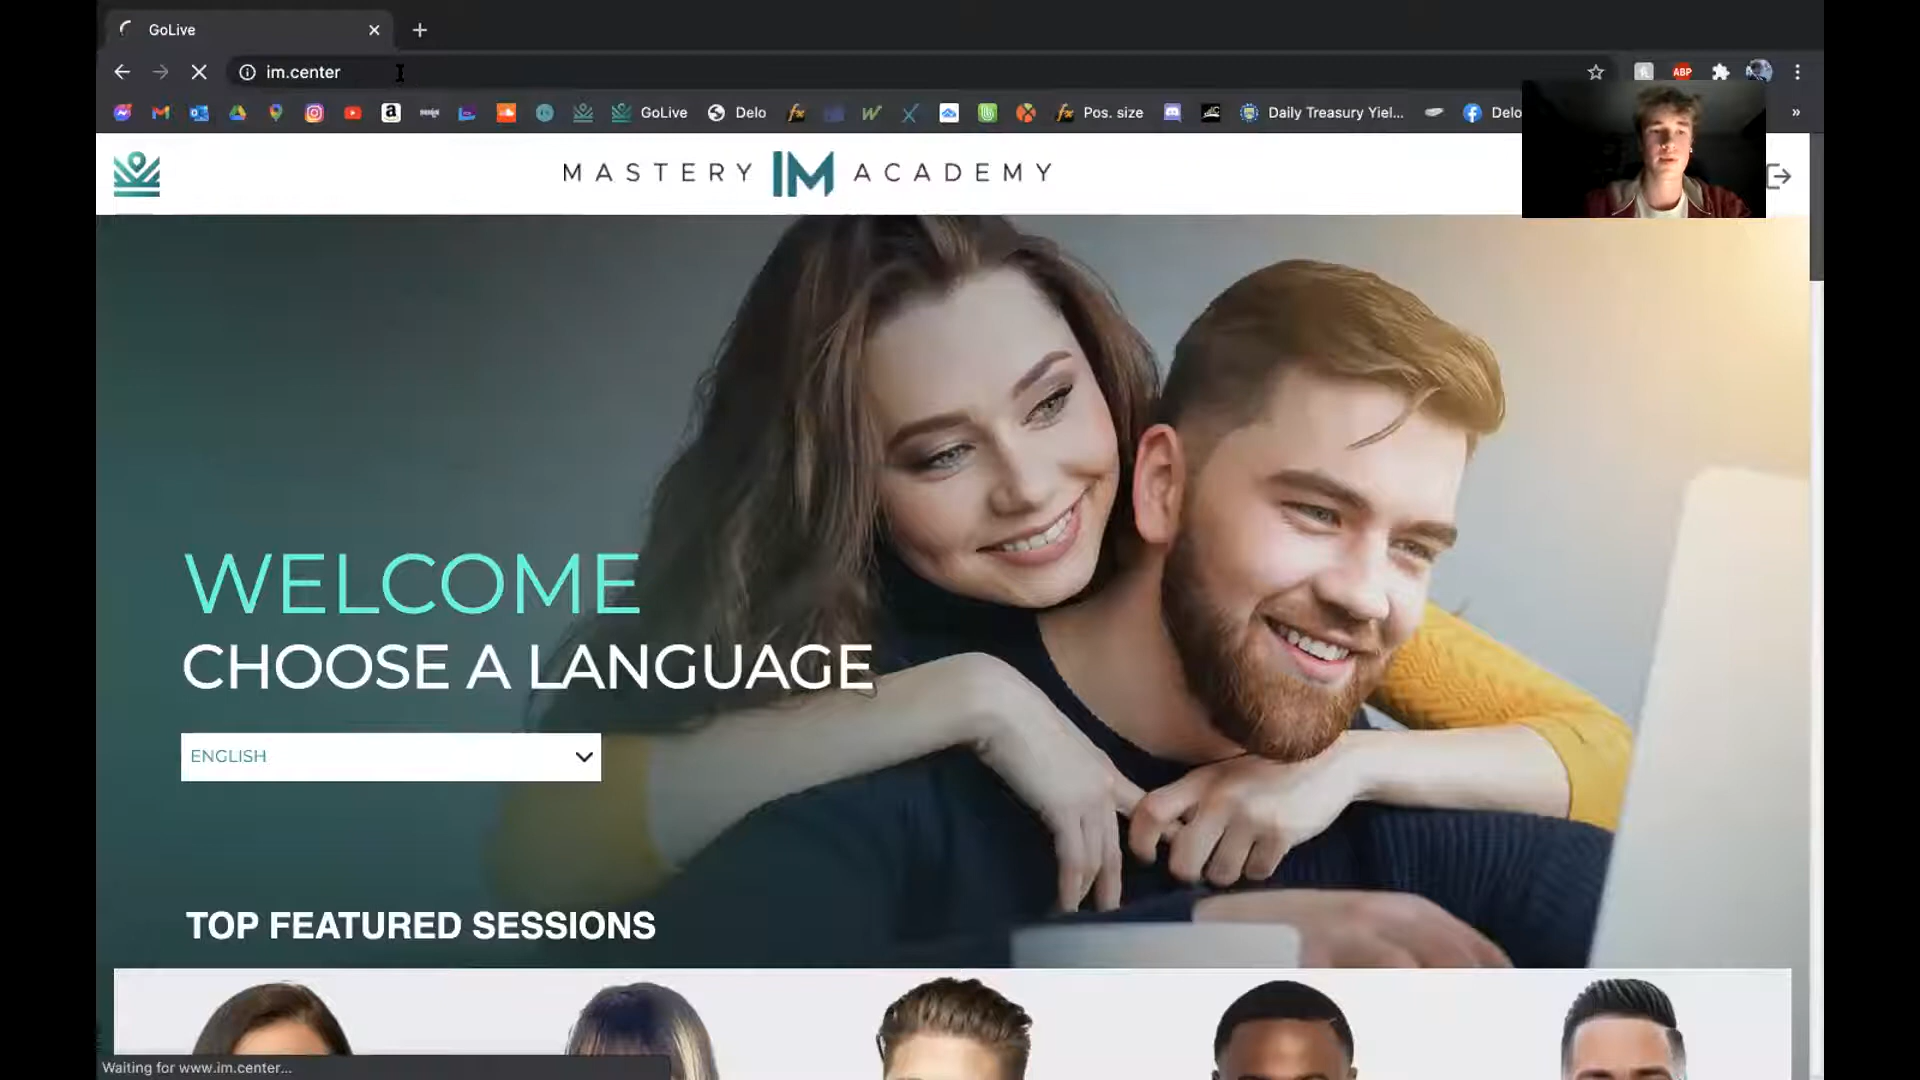 GoLive
im.center
ABP
GoLive
Delo
Pos. size
Daily Treasury Yiel...
Delo
MASTERY IM ACADEMY
WELCOME
CHOOSE A LANGUAGE
ENGLISH
TOP FEATURED SESSIONS
Waiting for www.im.center...